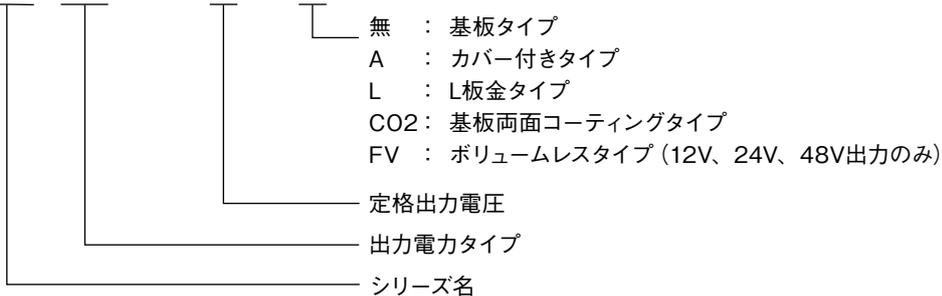 無 : 基板タイプ
A : カバー付きタイプ
L : L板金タイプ
CO2 : 基板両面コーティングタイプ
FV : ボリュームレスタイプ(12V、24V、48V出力のみ)
定格出力電圧
出力電力タイプ
シリーズ名